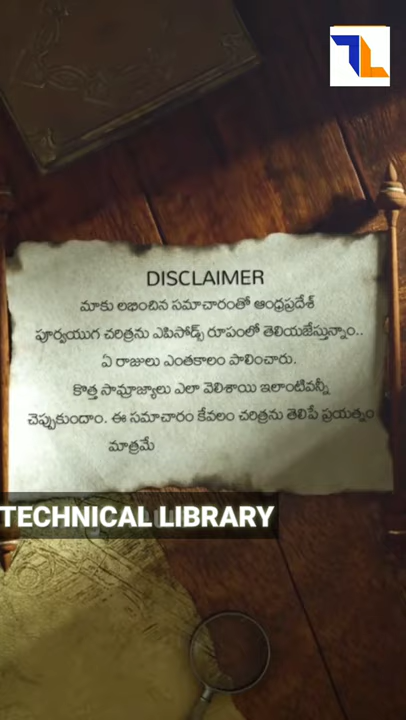 DISCLAIMER
మాకు లభించిన సమాచారంతో ఆంధ్రప్రదేశ్
పూర్వయుగ చరిత్రను ఎపిసోడ్స్ రూపంలో తెలియజేస్తున్నాం..
ఏ రాజులు ఎంతకాలం పాలించారు.
కొత్త సామ్రాజ్యాలు ఎలా వెలిశాయి ఇలాంటివన్నీ
చెప్పుకుందాం. ఈ సమాచారం కేవలం చరిత్రను తెలిపే ప్రయత్నం
మాత్రమే
TECHNICAL LIBRARY